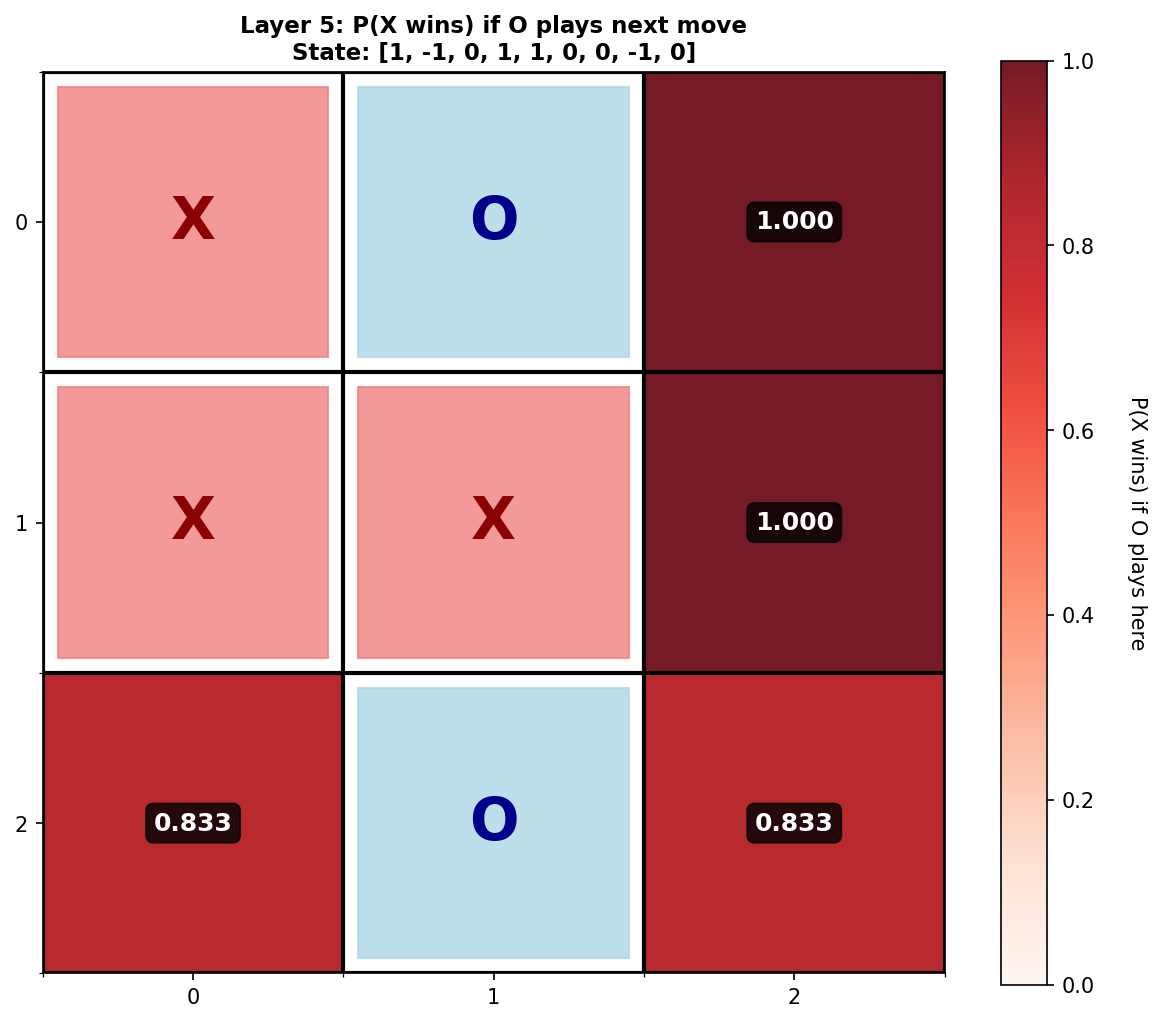 Layer 5: P(X wins) if O plays next move
State: [1, -1, 0, 1, 1, 0, 0, -1, 0]
0
X
O
1.000
1
X
X
1.000
2
0.833
O
0.833
0
1
2
1.0
0.8
0.6
0.4
0.2
0.0
P(X wins) if O plays here